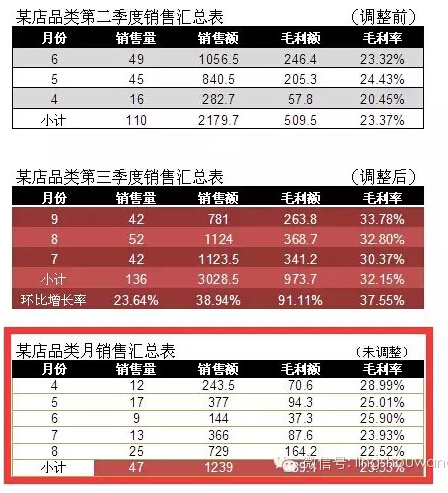 某店品类第二季度销售汇总表 （调整前）
月份 销售量 销售额 毛利额 毛利率
6 49 1056.5 246.4 23.32%
5 45 840.5 205.3 24.43%
4 16 282.7 57.8 20.45%
小计 110 2179.7 509.5 23.37%
某店品类第三季度销售汇总表 （调整后）
月份 销售量 销售额 毛利额 毛利率
9 42 781 263.8 33.78%
8 52 1124 368.7 32.80%
7 42 1123.5 341.2 30.37%
小计 136 3028.5 973.7 32.15%
环比增长率 23.64% 38.94% 91.11% 37.55%
某店品类月销售汇总表 （未调整）
月份 销售量 销售额 毛利额 毛利率
4 12 243.5 70.6 28.99%
5 17 377 94.3 25.01%
6 9 144 37.3 25.90%
7 13 366 87.6 23.93%
8 25 729 164.2 22.52%
小计 47 1239
微信号: